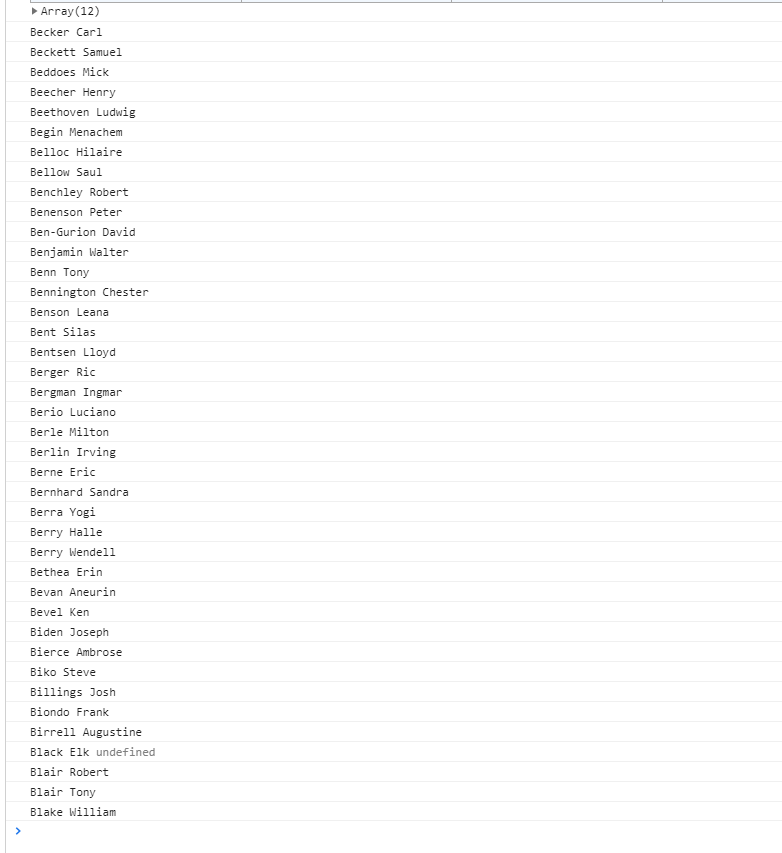 Array(12)
Becker Carl
Beckett Samuel
Beddoes Mick
Beecher Henry
Beethoven Ludwig
Begin Menachem
Belloc Hilaire
Bellow Saul
Benchley Robert
Benenson Peter
Ben-Gurion David
Benjamin Walter
Benn Tony
Bennington Chester
Benson Leana
Bent Silas
Bentsen Lloyd
Berger Ric
Bergman Ingmar
Berio Luciano
Berle Milton
Berlin Irving
Berne Eric
Bernhard Sandra
Berra Yogi
Berry Halle
Berry Wendell
Bethea Erin
Bevan Aneurin
Bevel Ken
Biden Joseph
Bierce Ambrose
Biko Steve
Billings Josh
Biondo Frank
Birrell Augustine
Black Elk undefined
Blair Robert
Blair Tony
Blake William